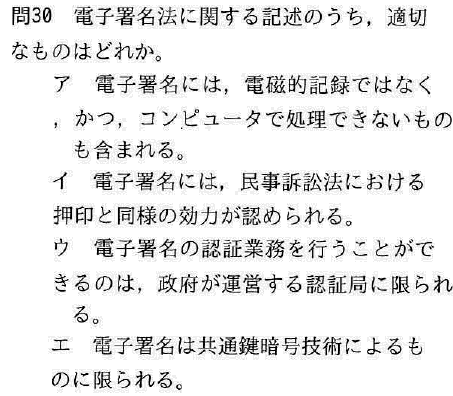 問30 電子署名法に関する記述のうち，適切
なものはどれか。
ア 電子署名には，電磁的記録ではなく
，かつ，コンピュータで処理できないもの
も含まれる。
イ 電子署名には，民事訴訟法における
押印と同様の効力が認められる。
ウ 電子署名の認証業務を行うことがで
きるのは，政府が運営する認証局に限られ
る。
エ 電子署名は共通鍵暗号技術によるも
のに限られる。